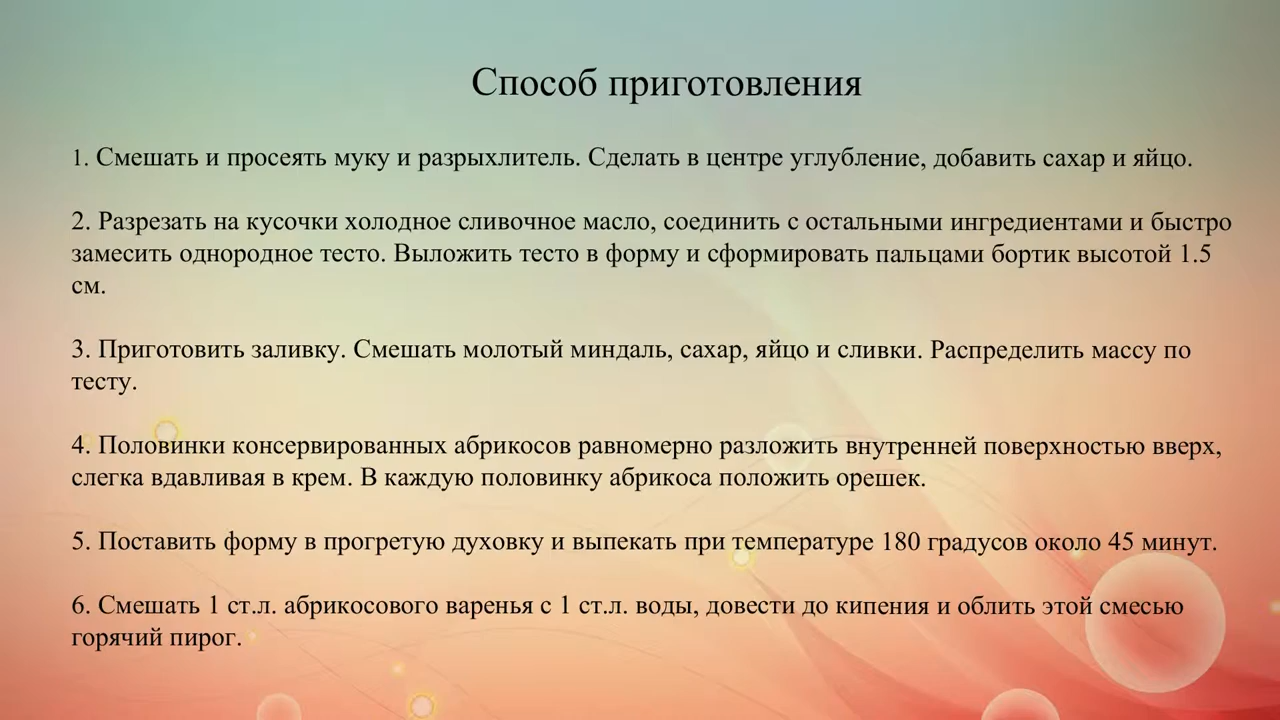 Способ приготовления
1. Смешать и просеять муку и разрыхлитель. Сделать в центре углубление, добавить сахар и яйцо.
2. Разрезать на кусочки холодное сливочное масло, соединить с остальными ингредиентами и быстро
замесить однородное тесто. Выложить тесто в форму и сформировать пальцами бортик высотой 1.5
см.
3. Приготовить заливку. Смешать молотый миндаль, сахар, яйцо и сливки. Распределить массу по
тесту.
4. Половинки консервированных абрикосов равномерно разложить внутренней поверхностью вверх,
слегка вдавливая в крем. В каждую половинку абрикоса положить орешек.
5. Поставить форму в прогретую духовку и выпекать при температуре 180 градусов около 45 минут.
6. Смешать 1 ст.л. абрикосового варенья с 1 ст.л. воды, довести до кипения и облить этой смесью
горячий пирог.